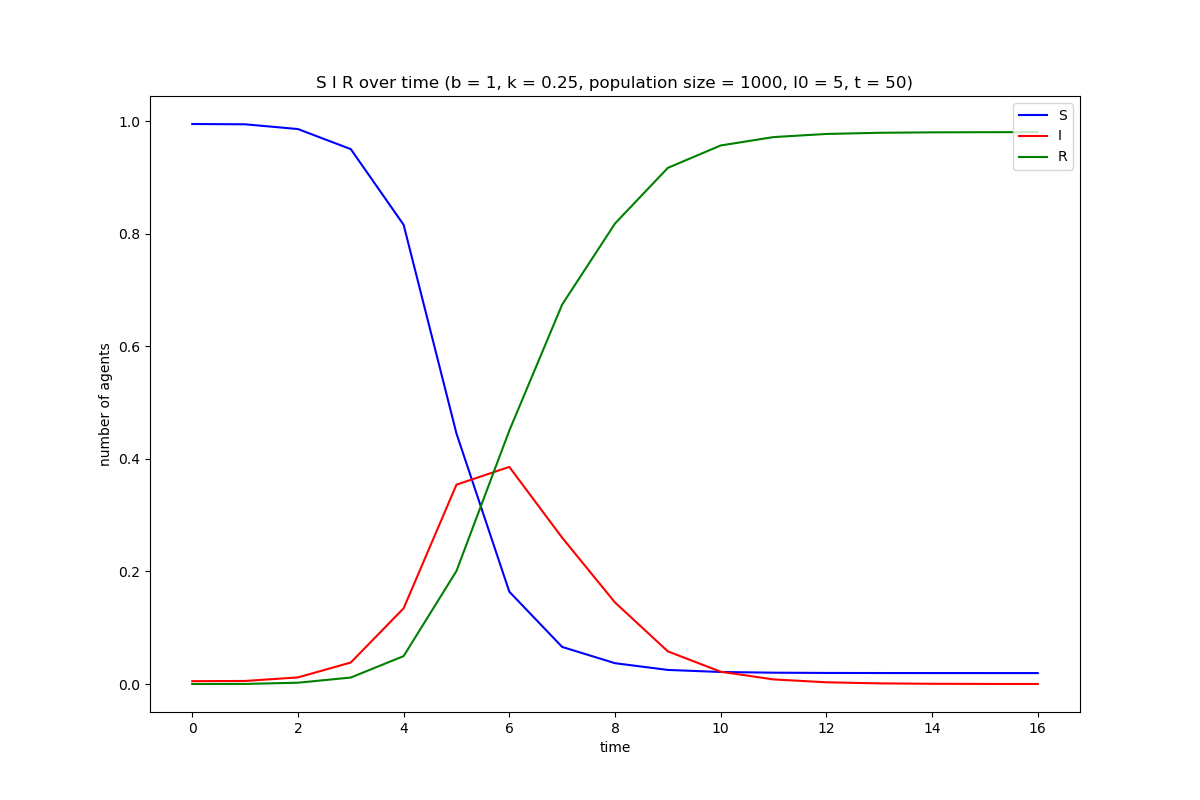 S I R over time (b = 1, k = 0.25, population size = 1000, I0 = 5, t = 50)
S
I
R
number of agents
1.0
0.8
0.6
0.4
0.2
0.0
0 2 4 6 8 10 12 14 16
time